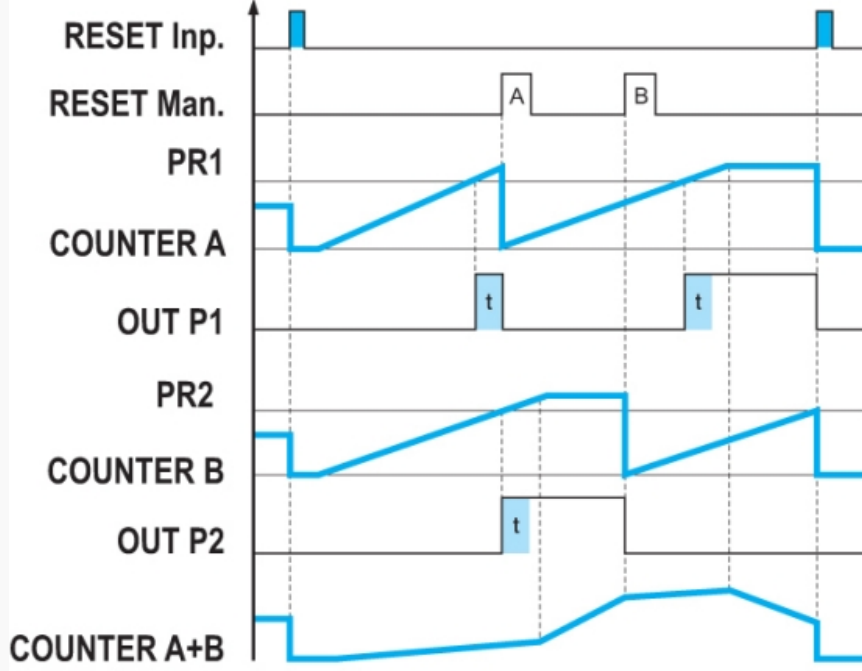 RESET Inp.
RESET Man.
A
B
PR1
COUNTER A
OUT P1
t
t
PR2
COUNTER B
OUT P2
t
COUNTER A+B